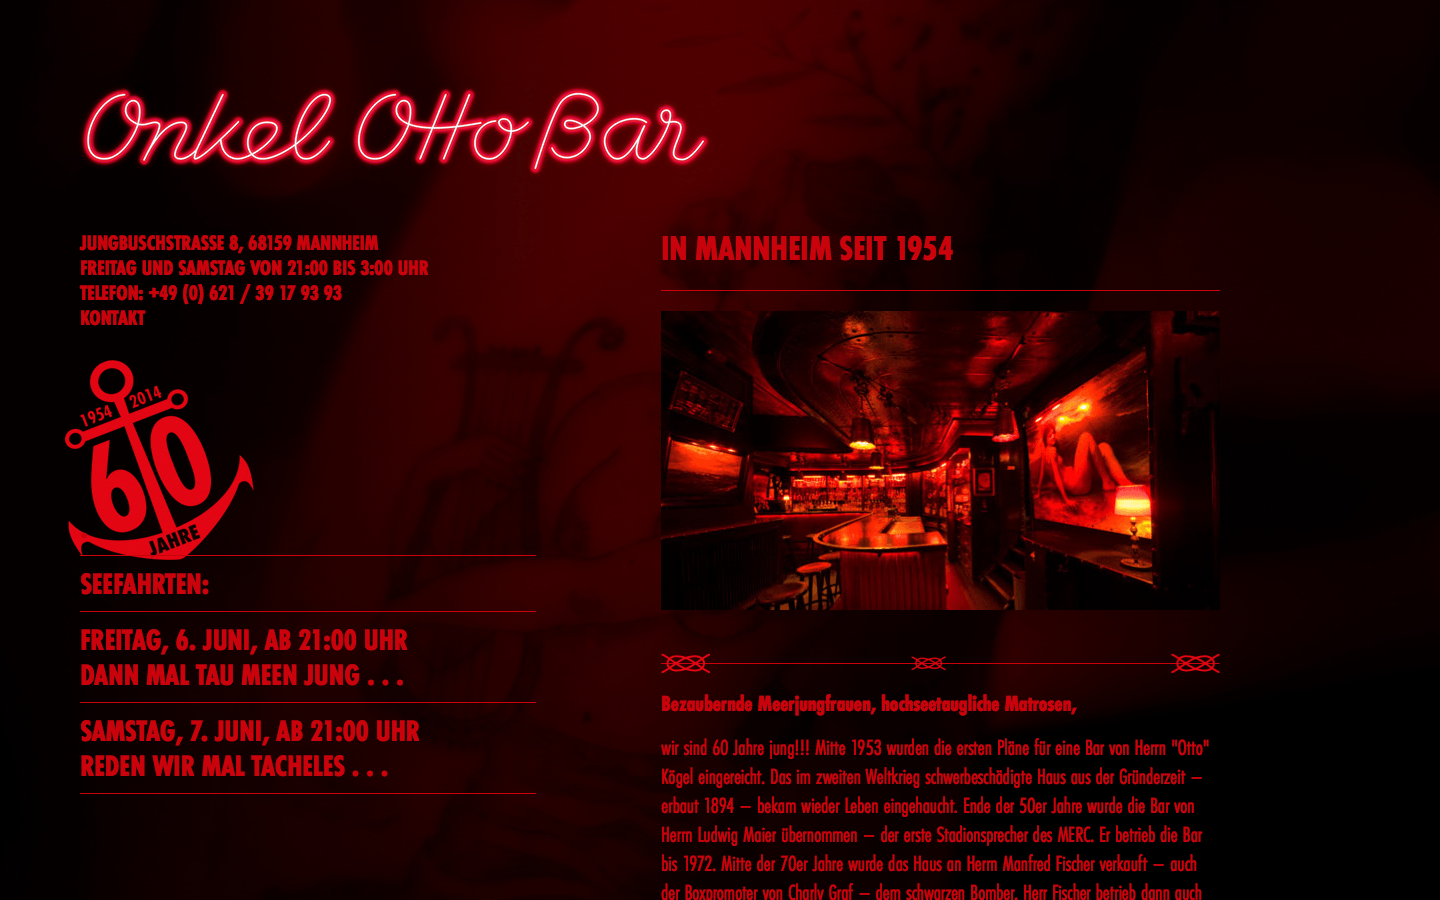 Onkel Otto Bar
JUNGBUSCHSTRASSE 8, 68159 MANNHEIM
FREITAG UND SAMSTAG VON 21:00 BIS 3:00 UHR
TELEFON: +49 (0) 621 / 39 17 93 93
KONTAKT
1954 2014
60
JAHRE
SEEFAHRTEN:
FREITAG, 6. JUNI, AB 21:00 UHR
DANN MAL TAU MEEN JUNG . . .
SAMSTAG, 7. JUNI, AB 21:00 UHR
REDEN WIR MAL TACHELES . . .
IN MANNHEIM SEIT 1954
Bezaubernde Meerjungfrauen, hochseetaugliche Matrosen,
wir sind 60 Jahre jung!!! Mitte 1953 wurden die ersten Pläne für eine Bar von Herrn "Otto"
Kögel eingereicht. Das im zweiten Weltkrieg schwerbeschädigte Haus aus der Gründerzeit –
erbaut 1894 – bekam wieder Leben eingehaucht. Ende der 50er Jahre wurde die Bar von
Herrn Ludwig Maier übernommen – der erste Stadionsprecher des MERC. Er betrieb die Bar
bis 1972. Mitte der 70er Jahre wurde das Haus an Herrn Manfred Fischer verkauft – auch
der Boxpromoter von Charly Graf – dem schwarzen Bomber. Herr Fischer betrieb dann auch